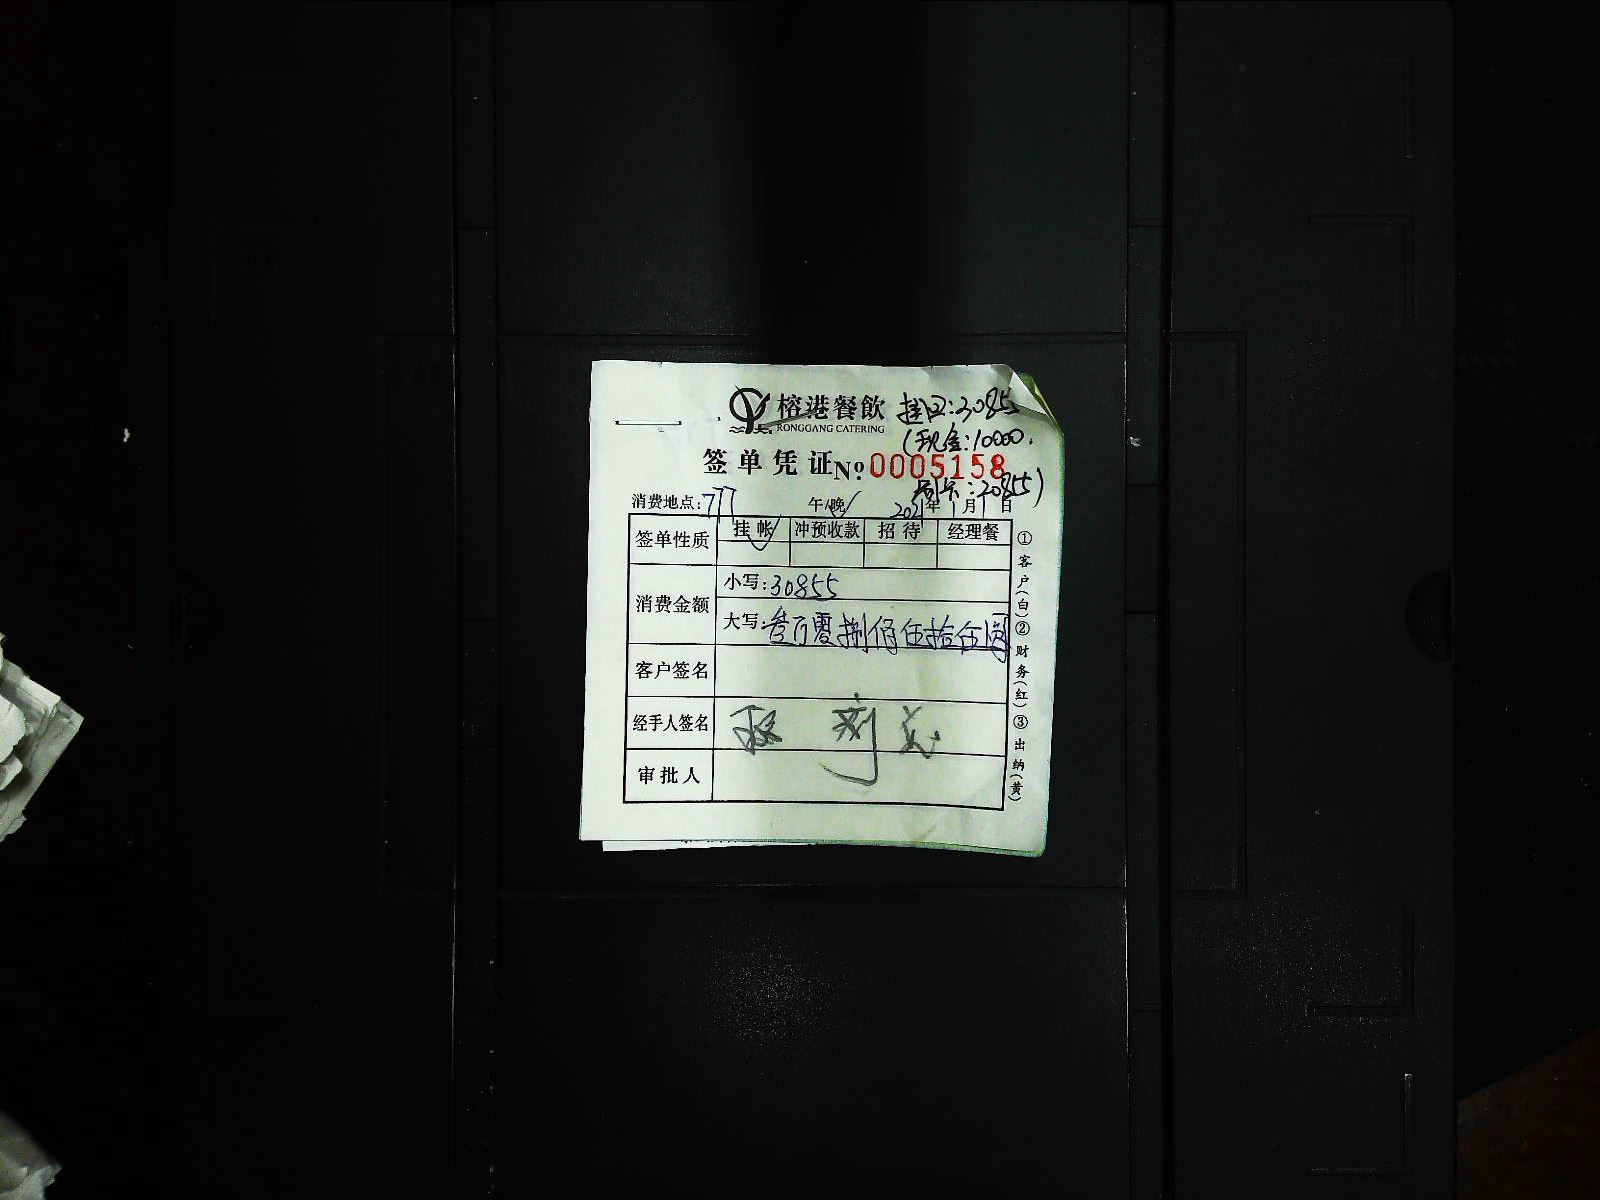 榕港餐飲
RONGGANG CATERING
挂回:30855
(现金:10000.
刷卡:20855)
签单凭证 No. 0005158
消费地点:777 午/晚√ 2021年1月1日
签单性质 挂帐√ 冲预收款 招待 经理餐
消费金额 小写:30855
大写:叁万零捌佰伍拾伍圆
客户签名
经手人签名
审批人
①客户(白)②财务(红)③出纳(黄)